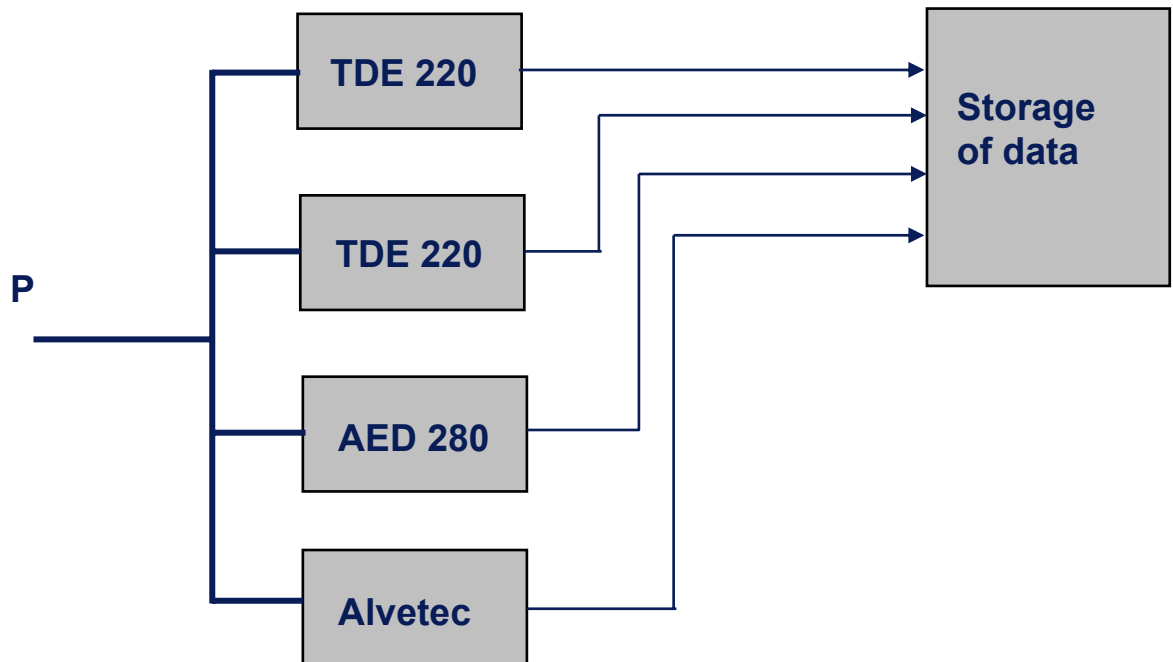 TDE 220
Storage
of data
TDE 220
P
AED 280
Alvetec